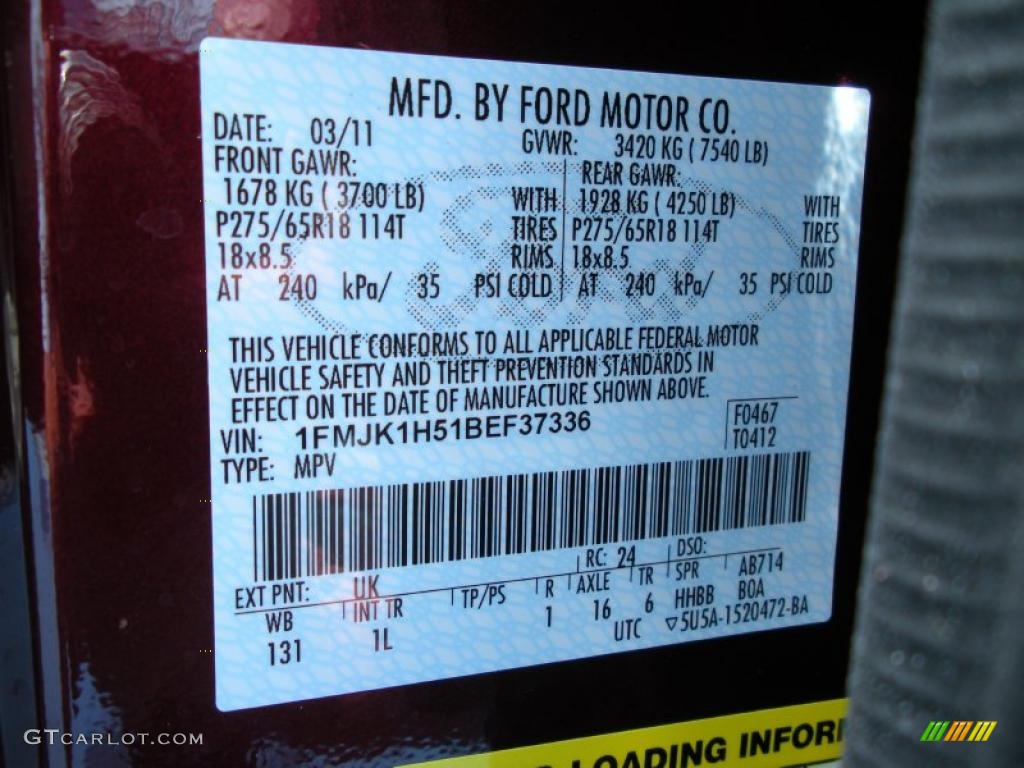 MFD. BY FORD MOTOR CO.
DATE: 03/11 GVWR: 3420 KG ( 7540 LB)
FRONT GAWR: REAR GAWR:
1678 KG ( 3700 LB) WITH 1928 KG ( 4250 LB) WITH
P275/65R18 114T TIRES P275/65R18 114T TIRES
18x8.5 RIMS 18x8.5 RIMS
AT 240 kPa/ 35 PSI COLD AT 240 kPa/ 35 PSI COLD
THIS VEHICLE CONFORMS TO ALL APPLICABLE FEDERAL MOTOR
VEHICLE SAFETY AND THEFT PREVENTION STANDARDS IN
EFFECT ON THE DATE OF MANUFACTURE SHOWN ABOVE.
VIN: 1FMJK1H51BEF37336 F0467
TYPE: MPV T0412
EXT PNT: UK RC: 24 DSO:
WB INT TR TP/PS R AXLE TR SPR AB714
131 1L 1 16 6 HHBB BOA
UTC ▽5U5A-1520472-BA
LOADING INFOR
GTCARLOT.COM